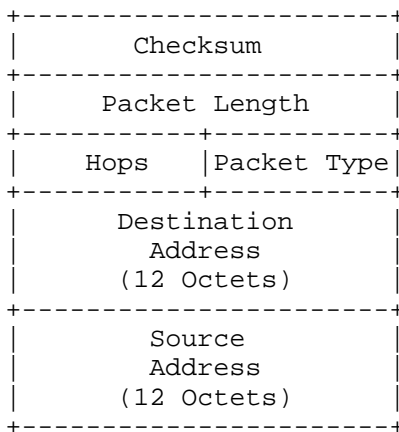 Checksum
Packet Length
Hops |Packet Type|
Destination
Address
(12 Octets)
Source
Address
(12 Octets)